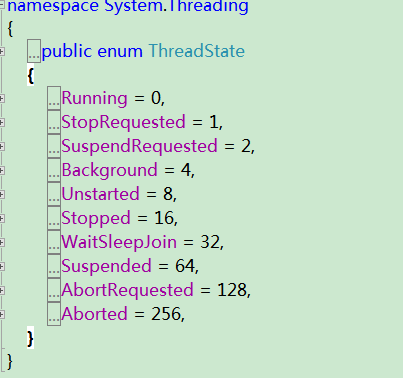 namespace System.Threading
{
...public enum ThreadState
{
...Running = 0,
...StopRequested = 1,
...SuspendRequested = 2,
...Background = 4,
...Unstarted = 8,
...Stopped = 16,
...WaitSleepJoin = 32,
...Suspended = 64,
...AbortRequested = 128,
...Aborted = 256,
}
}